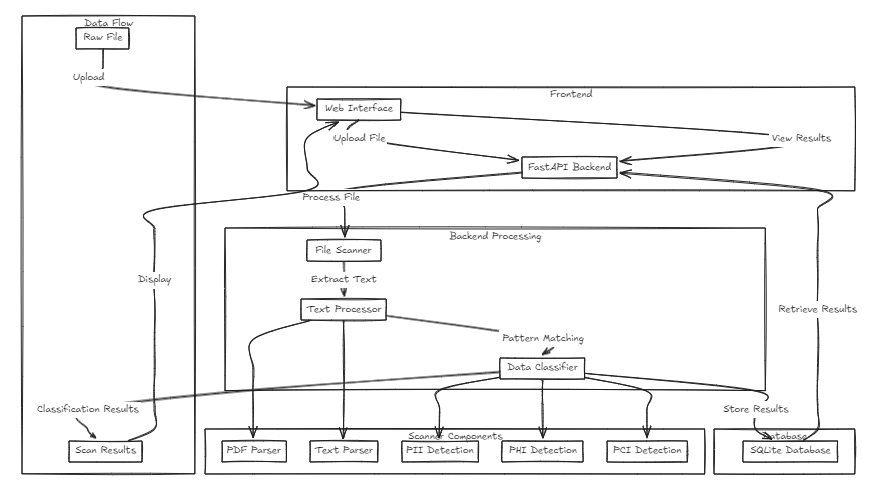 Data Flow
Raw File
Upload
Frontend
Web Interface
Upload File
View Results
FastAPI Backend
Process File
Backend Processing
File Scanner
Display
Extract Text
Retrieve Results
Text Processor
Pattern Matching
Data Classifier
Classification Results
Store Results
Scanner Components
Database
Scan Results
PDF Parser
Text Parser
PII Detection
PHI Detection
PCI Detection
SQLite Database